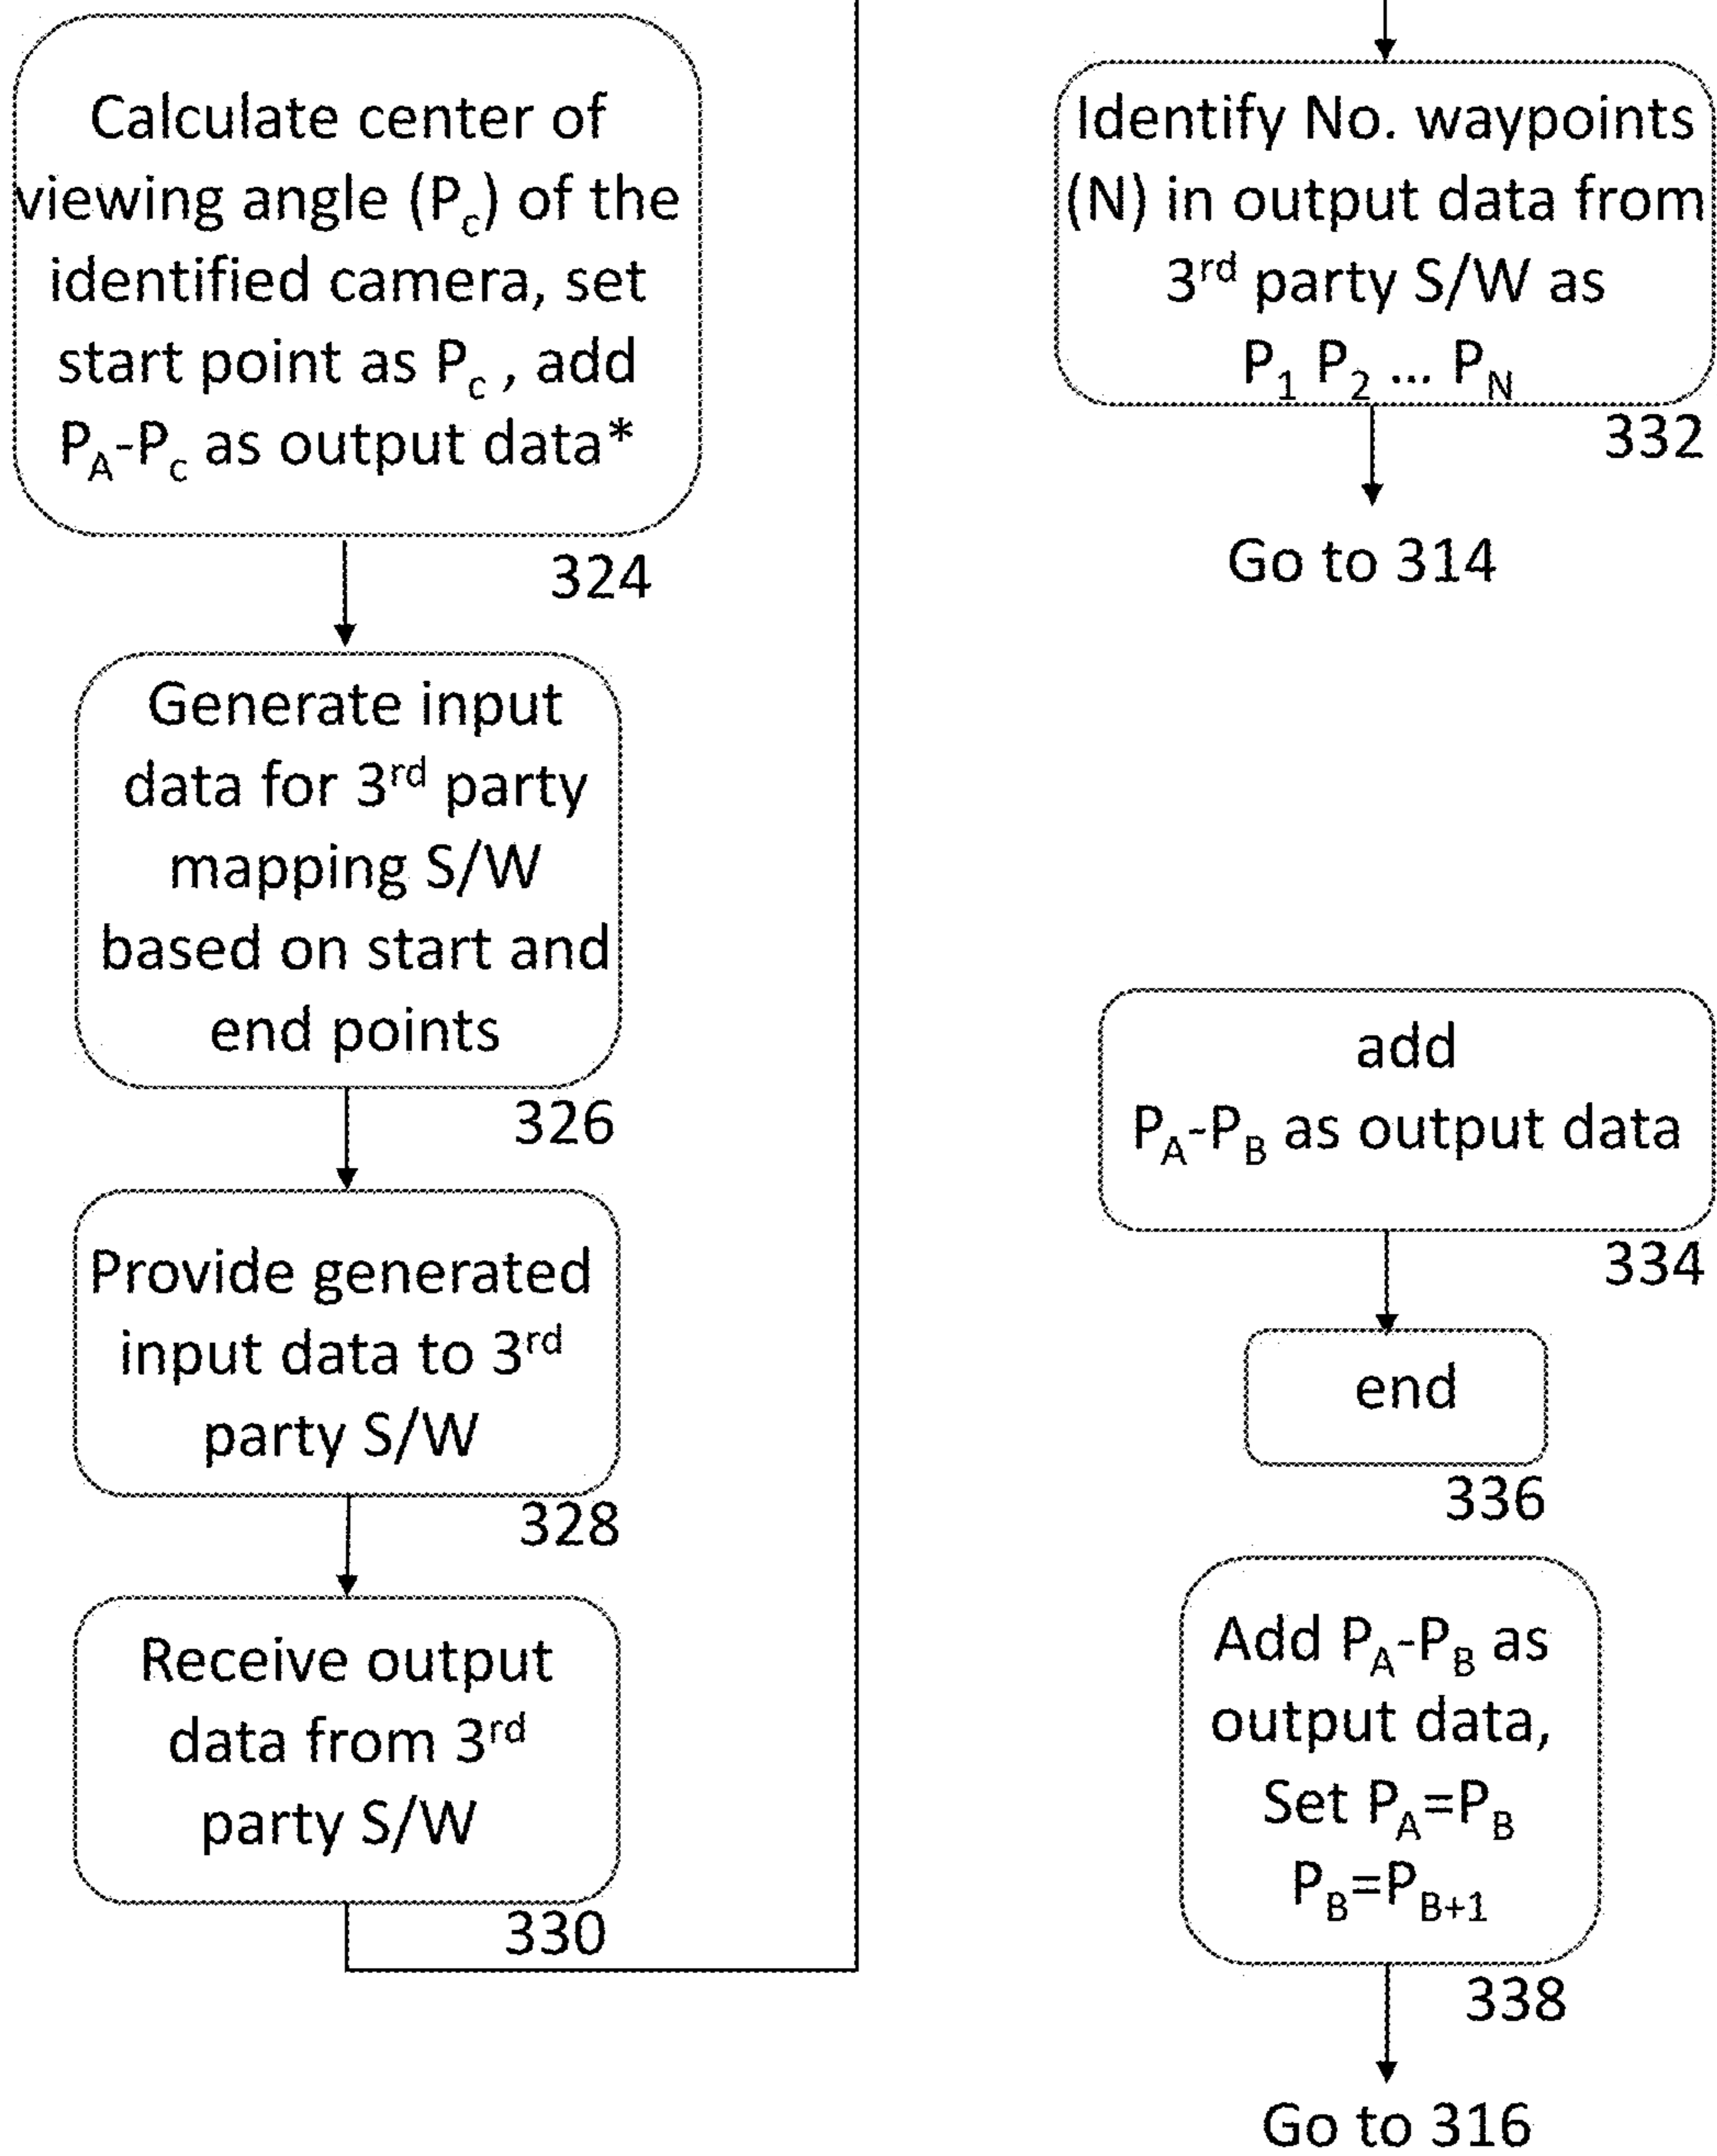 Calculate center of
viewing angle (Pc) of the
identified camera, set
start point as Pc , add
PA-Pc as output data*
324
Generate input
data for 3rd party
mapping S/W
based on start and
end points
326
Provide generated
input data to 3rd
party S/W
328
Receive output
data from 3rd
party S/W
330
Identify No. waypoints
(N) in output data from
3rd party S/W as
P1 P2 ... PN
332
Go to 314
add
PA-PB as output data
334
end
336
Add PA-PB as
output data,
Set PA=PB
PB=PB+1
338
Go to 316